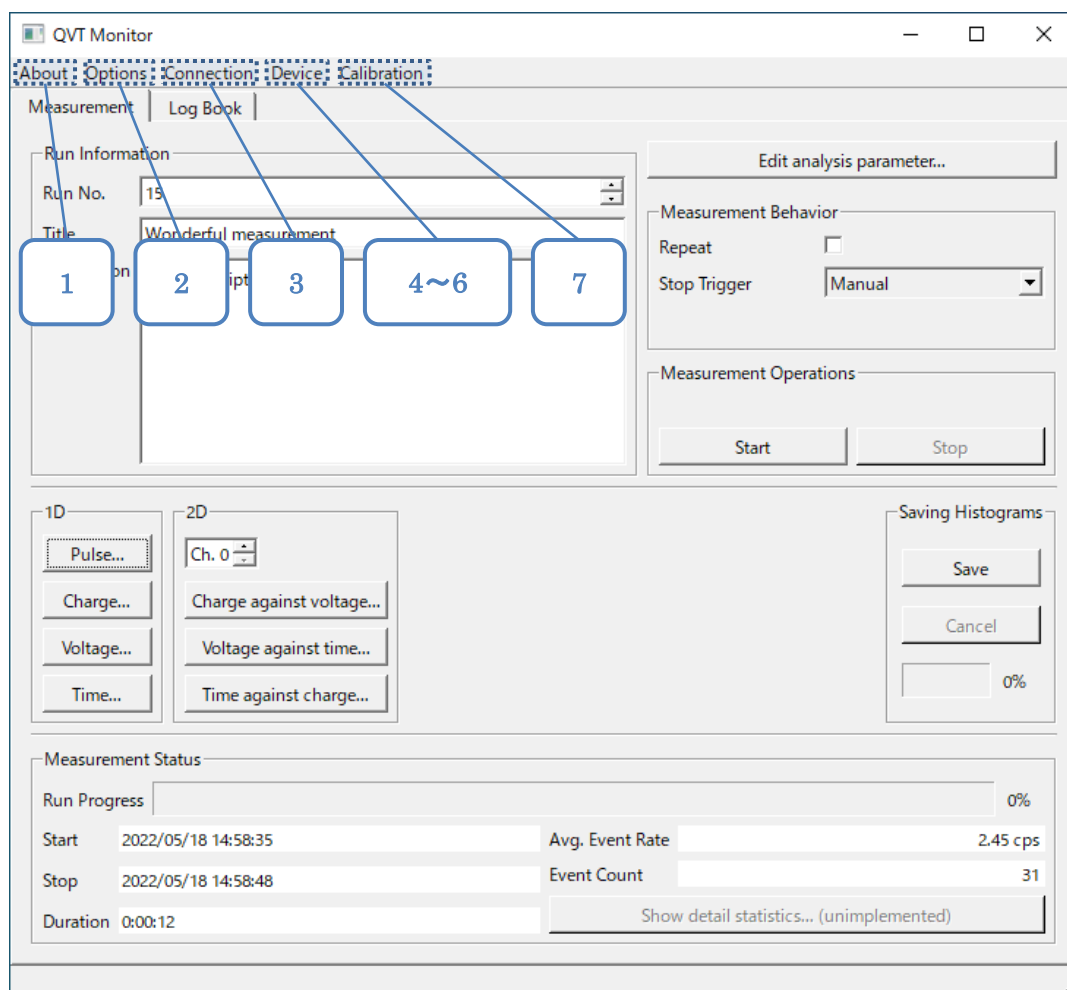 QVT Monitor
About Options Connection Device Calibration
Measurement Log Book
Run Information
Run No. 15
Title Wonderful measurement
1 2 3 4〜6 7
Edit analysis parameter...
Measurement Behavior
Repeat
Stop Trigger Manual
Measurement Operations
Start Stop
1D
Pulse...
Charge...
Voltage...
Time...
2D
Ch. 0
Charge against voltage...
Voltage against time...
Time against charge...
Saving Histograms
Save
Cancel
0%
Measurement Status
Run Progress 0%
Start 2022/05/18 14:58:35 Avg. Event Rate 2.45 cps
Stop 2022/05/18 14:58:48 Event Count 31
Duration 0:00:12 Show detail statistics... (unimplemented)